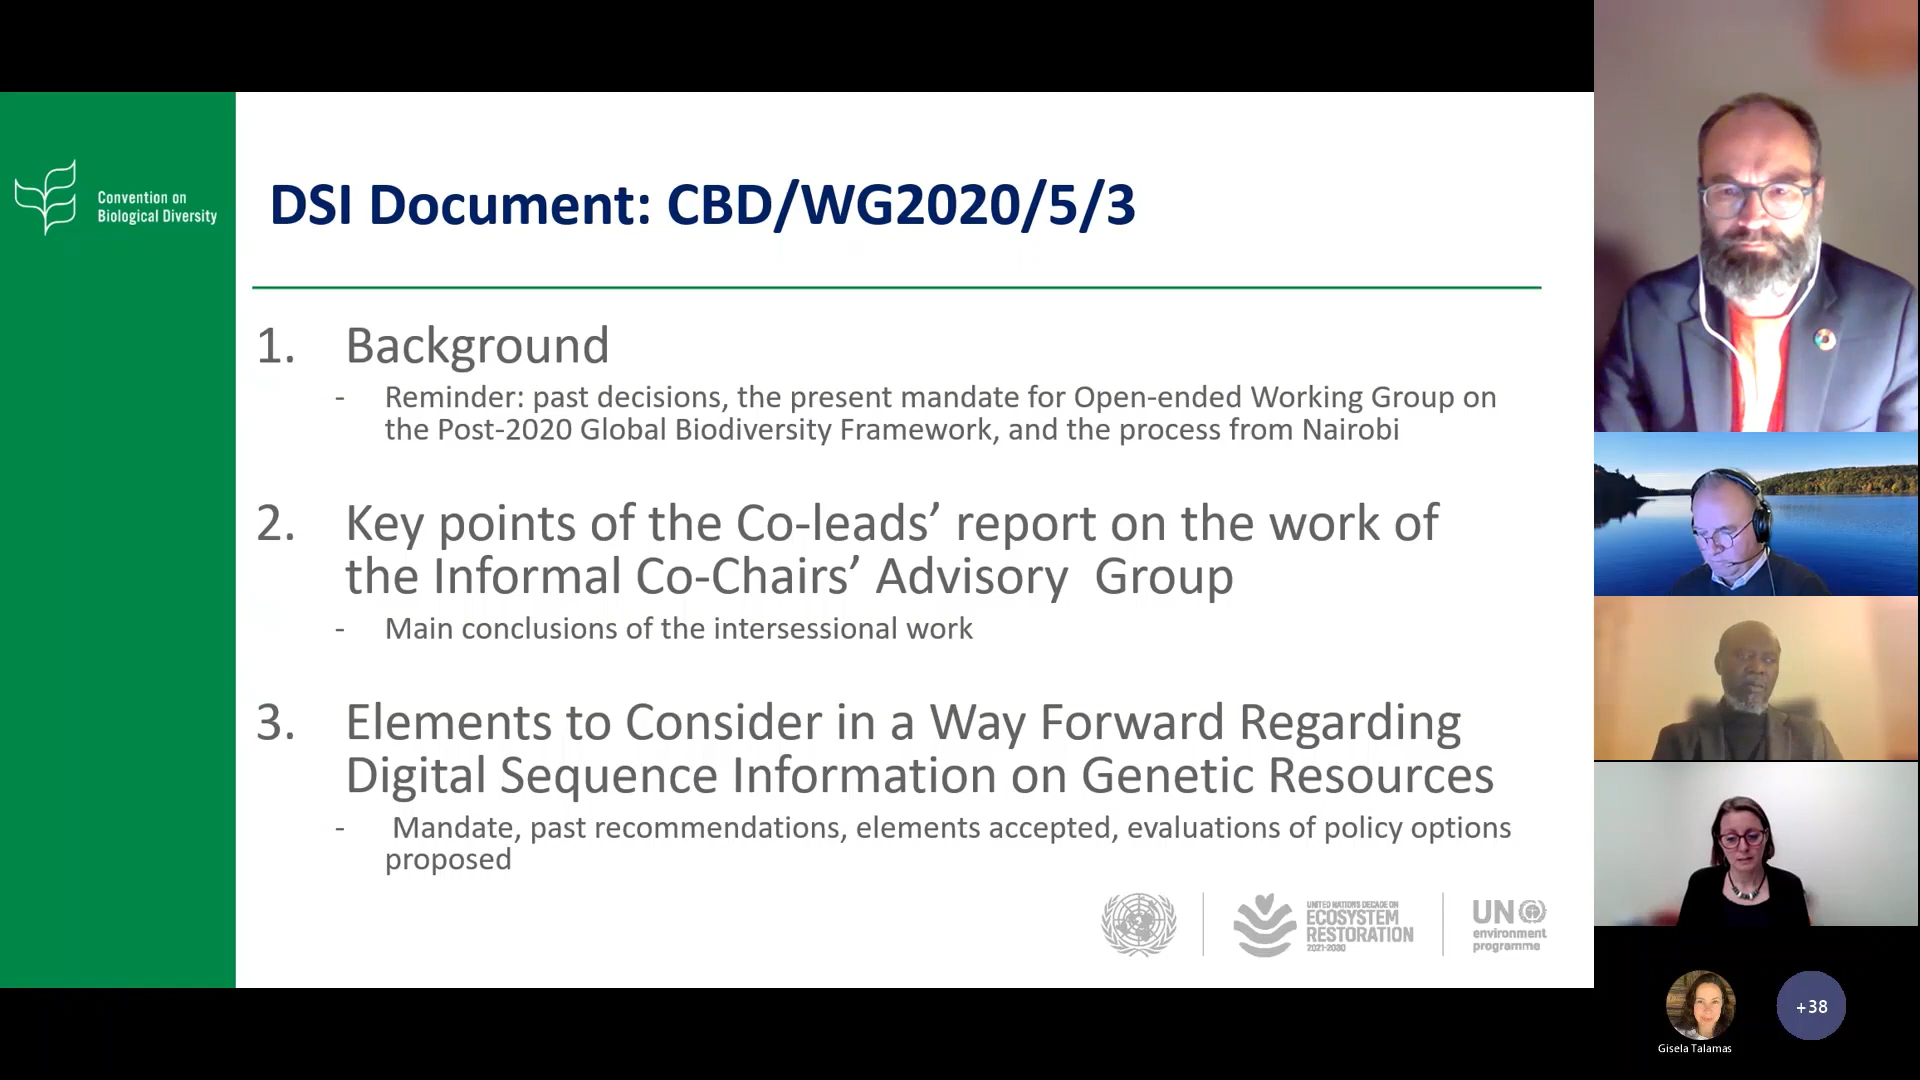 Convention on
Biological Diversity
DSI Document: CBD/WG2020/5/3
1. Background
- Reminder: past decisions, the present mandate for Open-ended Working Group on
the Post-2020 Global Biodiversity Framework, and the process from Nairobi
2. Key points of the Co-leads’ report on the work of
the Informal Co-Chairs’ Advisory Group
- Main conclusions of the intersessional work
3. Elements to Consider in a Way Forward Regarding
Digital Sequence Information on Genetic Resources
- Mandate, past recommendations, elements accepted, evaluations of policy options
proposed
UNITED NATIONS DECADE ON
ECOSYSTEM
RESTORATION
2021-2030
UN
environment
programme
+38
Gisela Talamas